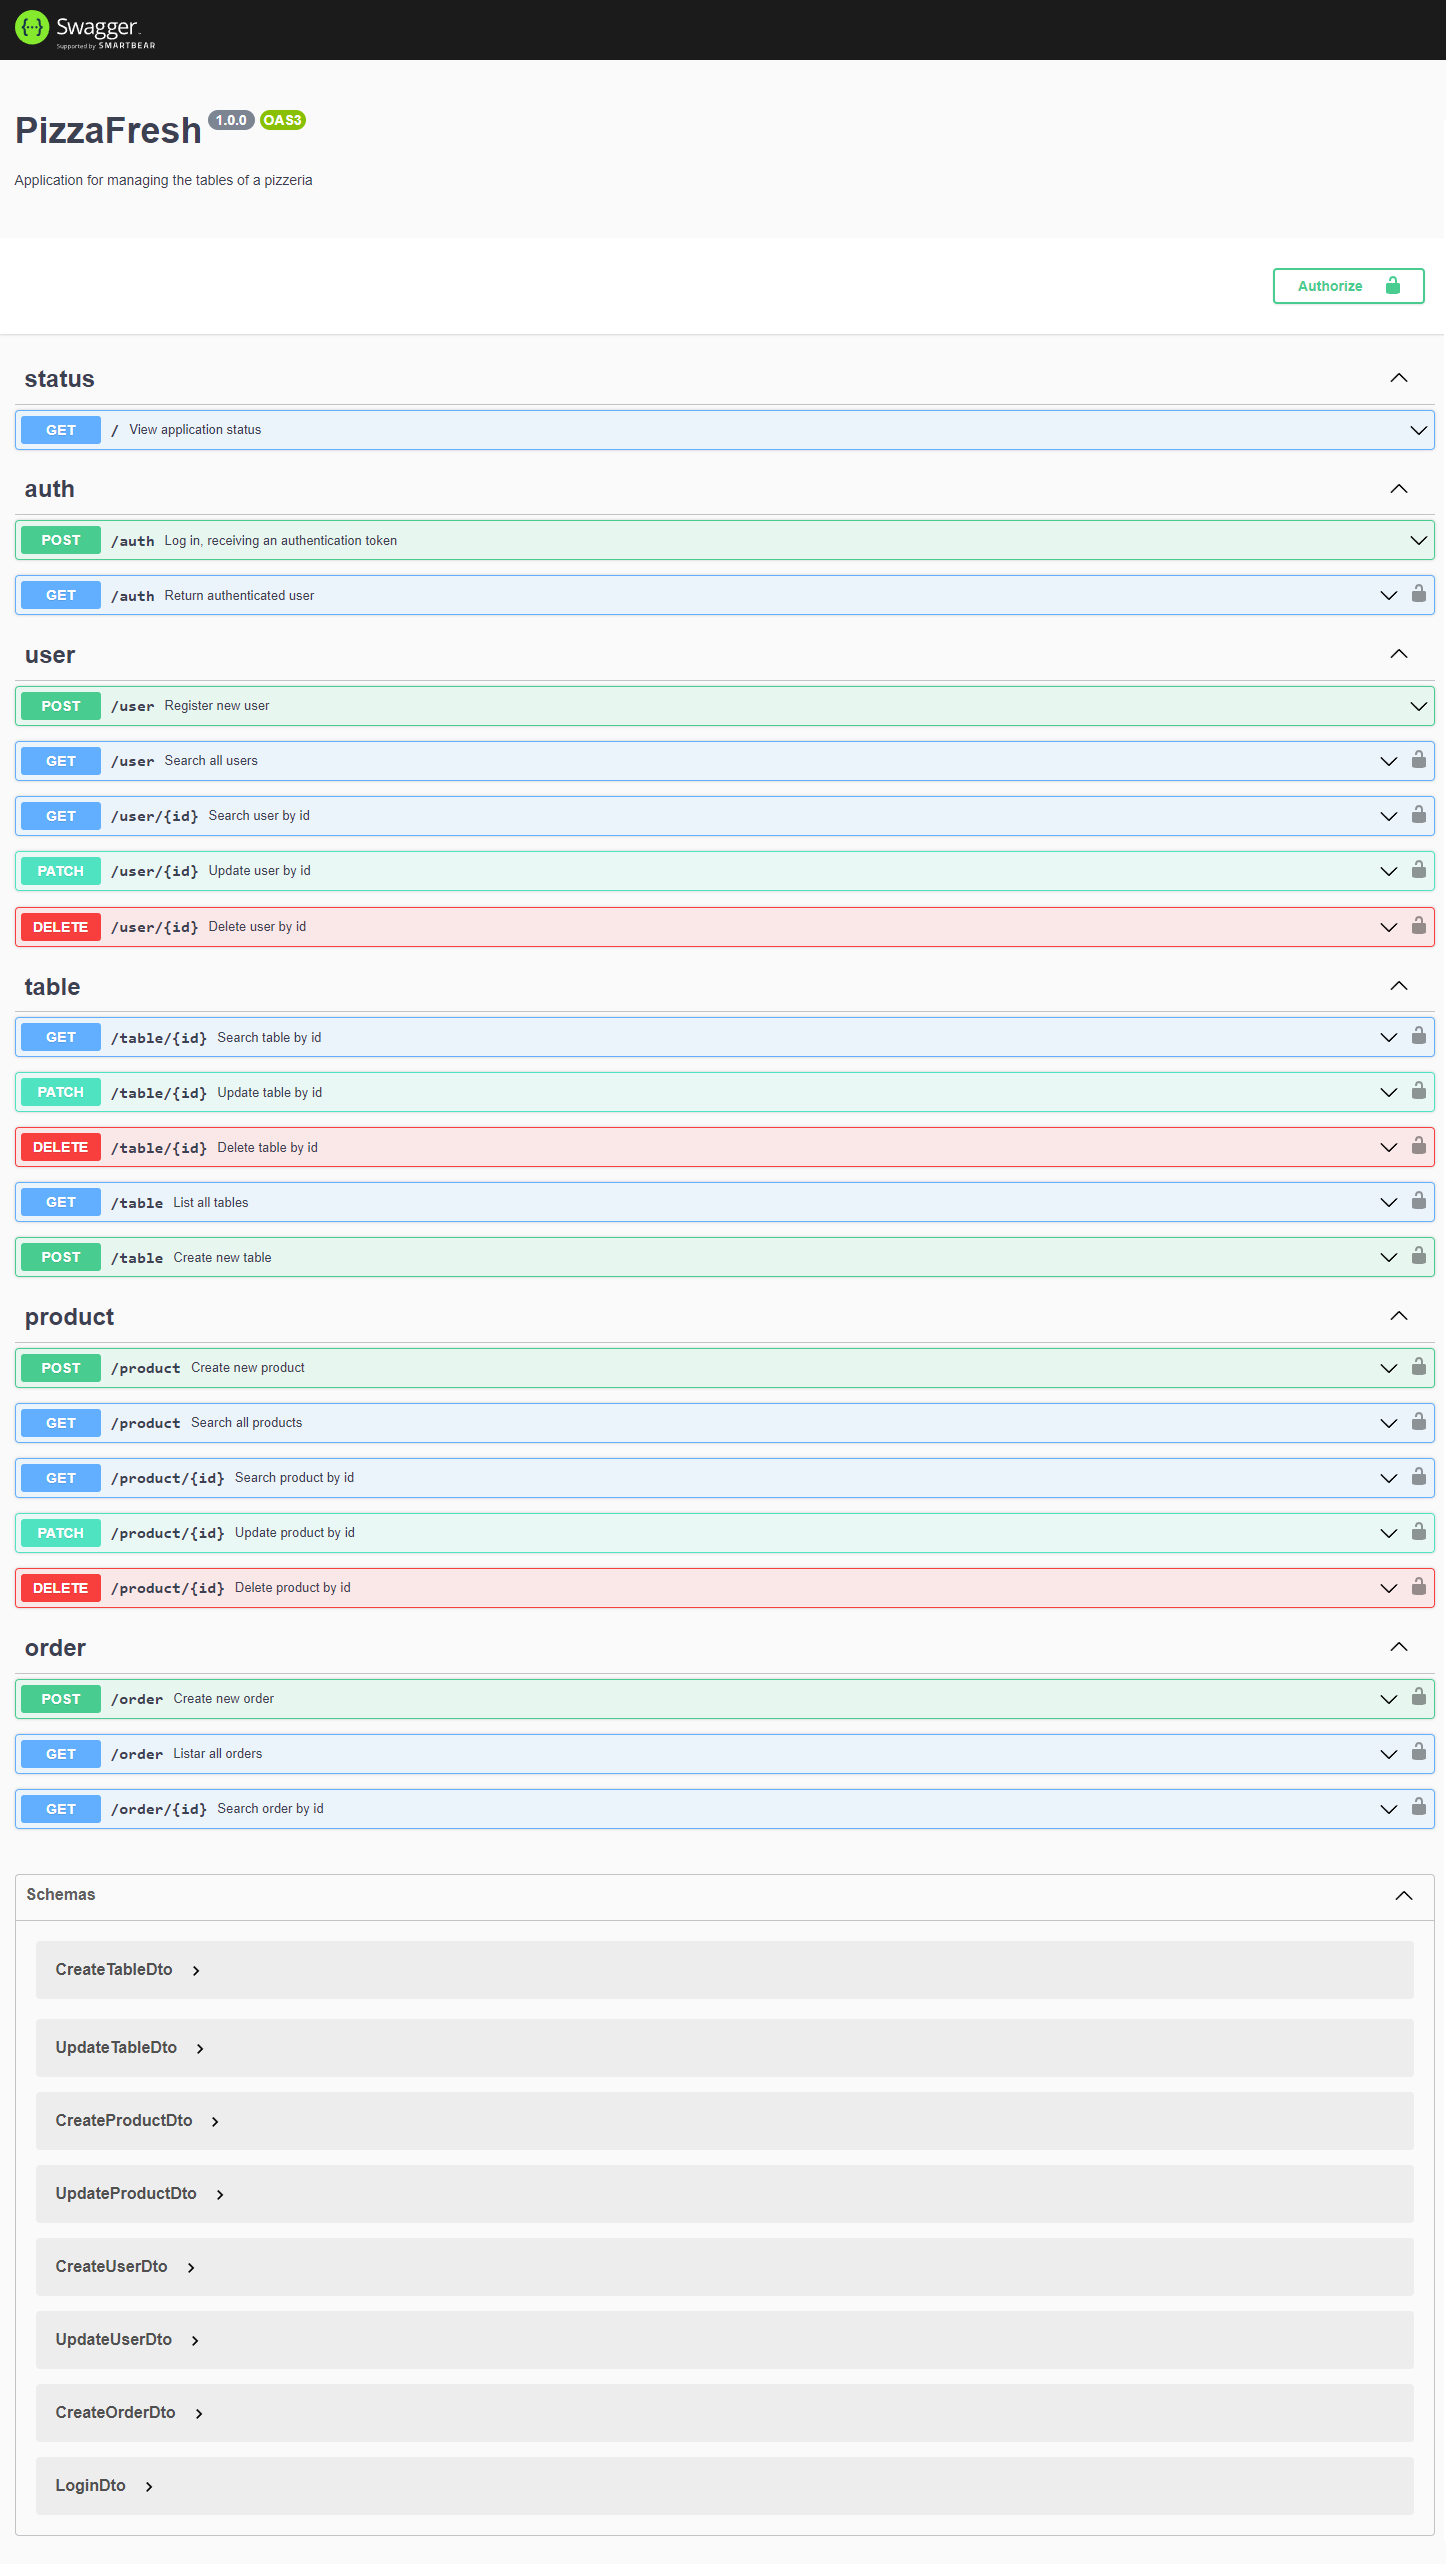 Swagger.
Supported by SMARTBEAR
PizzaFresh 1.0.0 OAS3
Application for managing the tables of a pizzeria
Authorize
status
GET / View application status
auth
POST /auth Log in, receiving an authentication token
GET /auth Return authenticated user
user
POST /user Register new user
GET /user Search all users
GET /user/{id} Search user by id
PATCH /user/{id} Update user by id
DELETE /user/{id} Delete user by id
table
GET /table/{id} Search table by id
PATCH /table/{id} Update table by id
DELETE /table/{id} Delete table by id
GET /table List all tables
POST /table Create new table
product
POST /product Create new product
GET /product Search all products
GET /product/{id} Search product by id
PATCH /product/{id} Update product by id
DELETE /product/{id} Delete product by id
order
POST /order Create new order
GET /order Listar all orders
GET /order/{id} Search order by id
Schemas
CreateTableDto
UpdateTableDto
CreateProductDto
UpdateProductDto
CreateUserDto
UpdateUserDto
CreateOrderDto
LoginDto